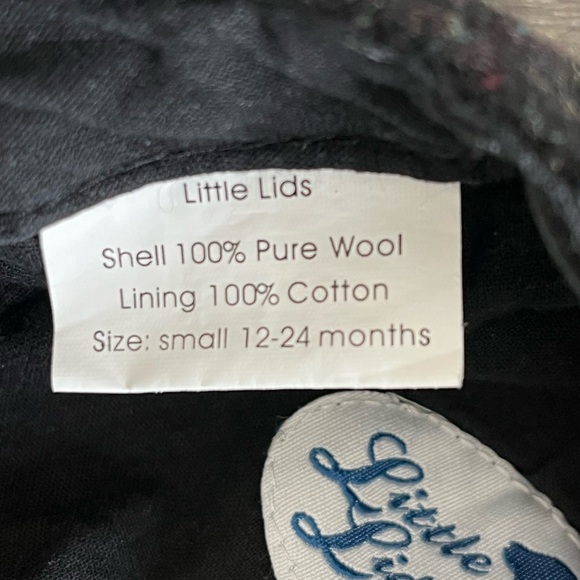 Little Lids
Shell 100% Pure Wool
Lining 100% Cotton
Size: small 12-24 months
Little